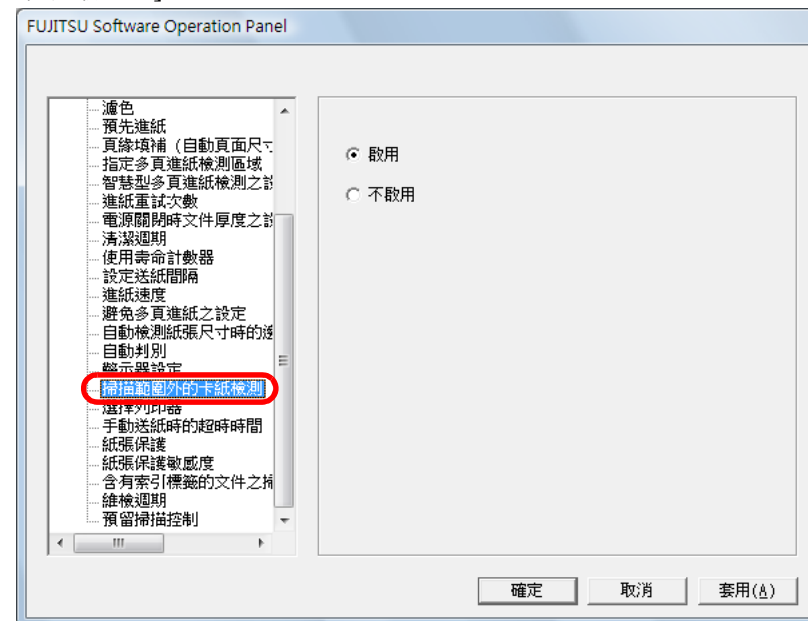 FUJITSU Software Operation Panel
濾色
預先進紙
頁緣填補（自動頁面尺寸
指定多頁進紙檢測區域
智慧型多頁進紙檢測之設
進紙重試次數
電源關閉時文件厚度之設
清潔週期
使用壽命計數器
設定送紙間隔
進紙速度
避免多頁進紙之設定
自動檢測紙張尺寸時的邊
自動判別
警示器設定
掃描範圍外的卡紙檢測
選擇列印器
手動送紙時的超時時間
紙張保護
紙張保護敏感度
含有索引標籤的文件之掃
維檢週期
預留掃描控制
啟用
不啟用
確定 取消 套用(A)